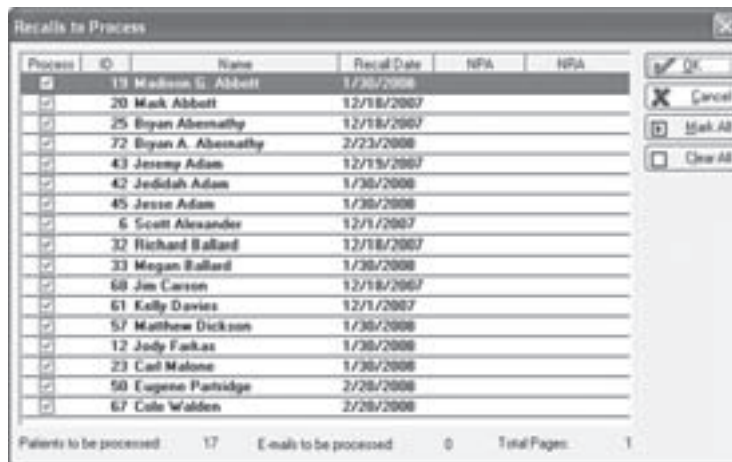 Recalls to Process
Process ID Name Recall Date NPA NRA
19 Madison G. Abbott 1/30/2008
20 Mark Abbott 12/18/2007
25 Bryan Abernathy 12/18/2007
72 Bryan A. Abernathy 2/23/2008
43 Jeremy Adam 12/19/2007
42 Jedidah Adam 1/30/2008
45 Jesse Adam 1/30/2008
6 Scott Alexander 12/1/2007
32 Richard Ballard 12/18/2007
33 Megan Ballard 1/30/2008
68 Jim Carson 12/18/2007
61 Kelly Davies 12/1/2007
57 Matthew Dickson 1/30/2008
12 Jody Farkas 1/30/2008
23 Carl Malone 1/30/2008
50 Eugene Partridge 2/20/2008
67 Cole Walden 2/20/2008
OK
Cancel
Mark All
Clear All
Patients to be processed 17 E-mails to be processed 0 Total Pages: 1